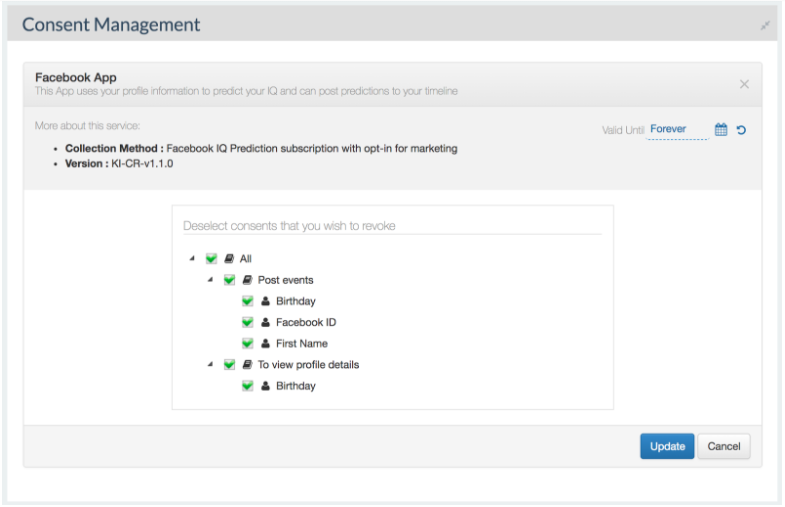 Consent Management
Facebook App
This App uses your profile information to predict your IQ and can post predictions to your timeline
More about this service:
Valid Until Forever
• Collection Method : Facebook IQ Prediction subscription with opt-in for marketing
• Version : KI-CR-v1.1.0
Deselect consents that you wish to revoke
All
Post events
Birthday
Facebook ID
First Name
To view profile details
Birthday
Update Cancel